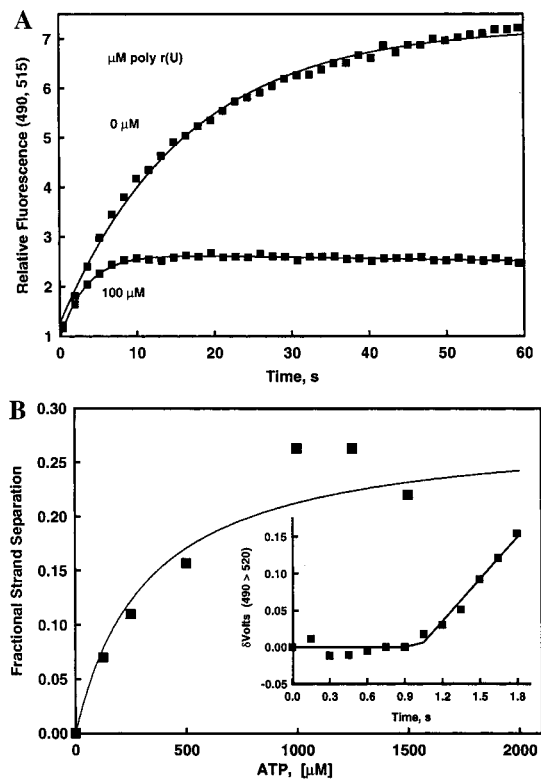 A
Relative Fluorescence (490, 515)
7
6
5
4
3
2
1
µM poly r(U)
0 µM
100 µM
0 10 20 30 40 50 60
Time, s
B
Fractional Strand Separation
0.30
0.25
0.20
0.15
0.10
0.05
0.00
δVolts (490 > 520)
0.15
0.10
0.05
0.00
-0.05
0.0 0.3 0.6 0.9 1.2 1.5 1.8
Time, s
0 500 1000 1500 2000
ATP, [µM]